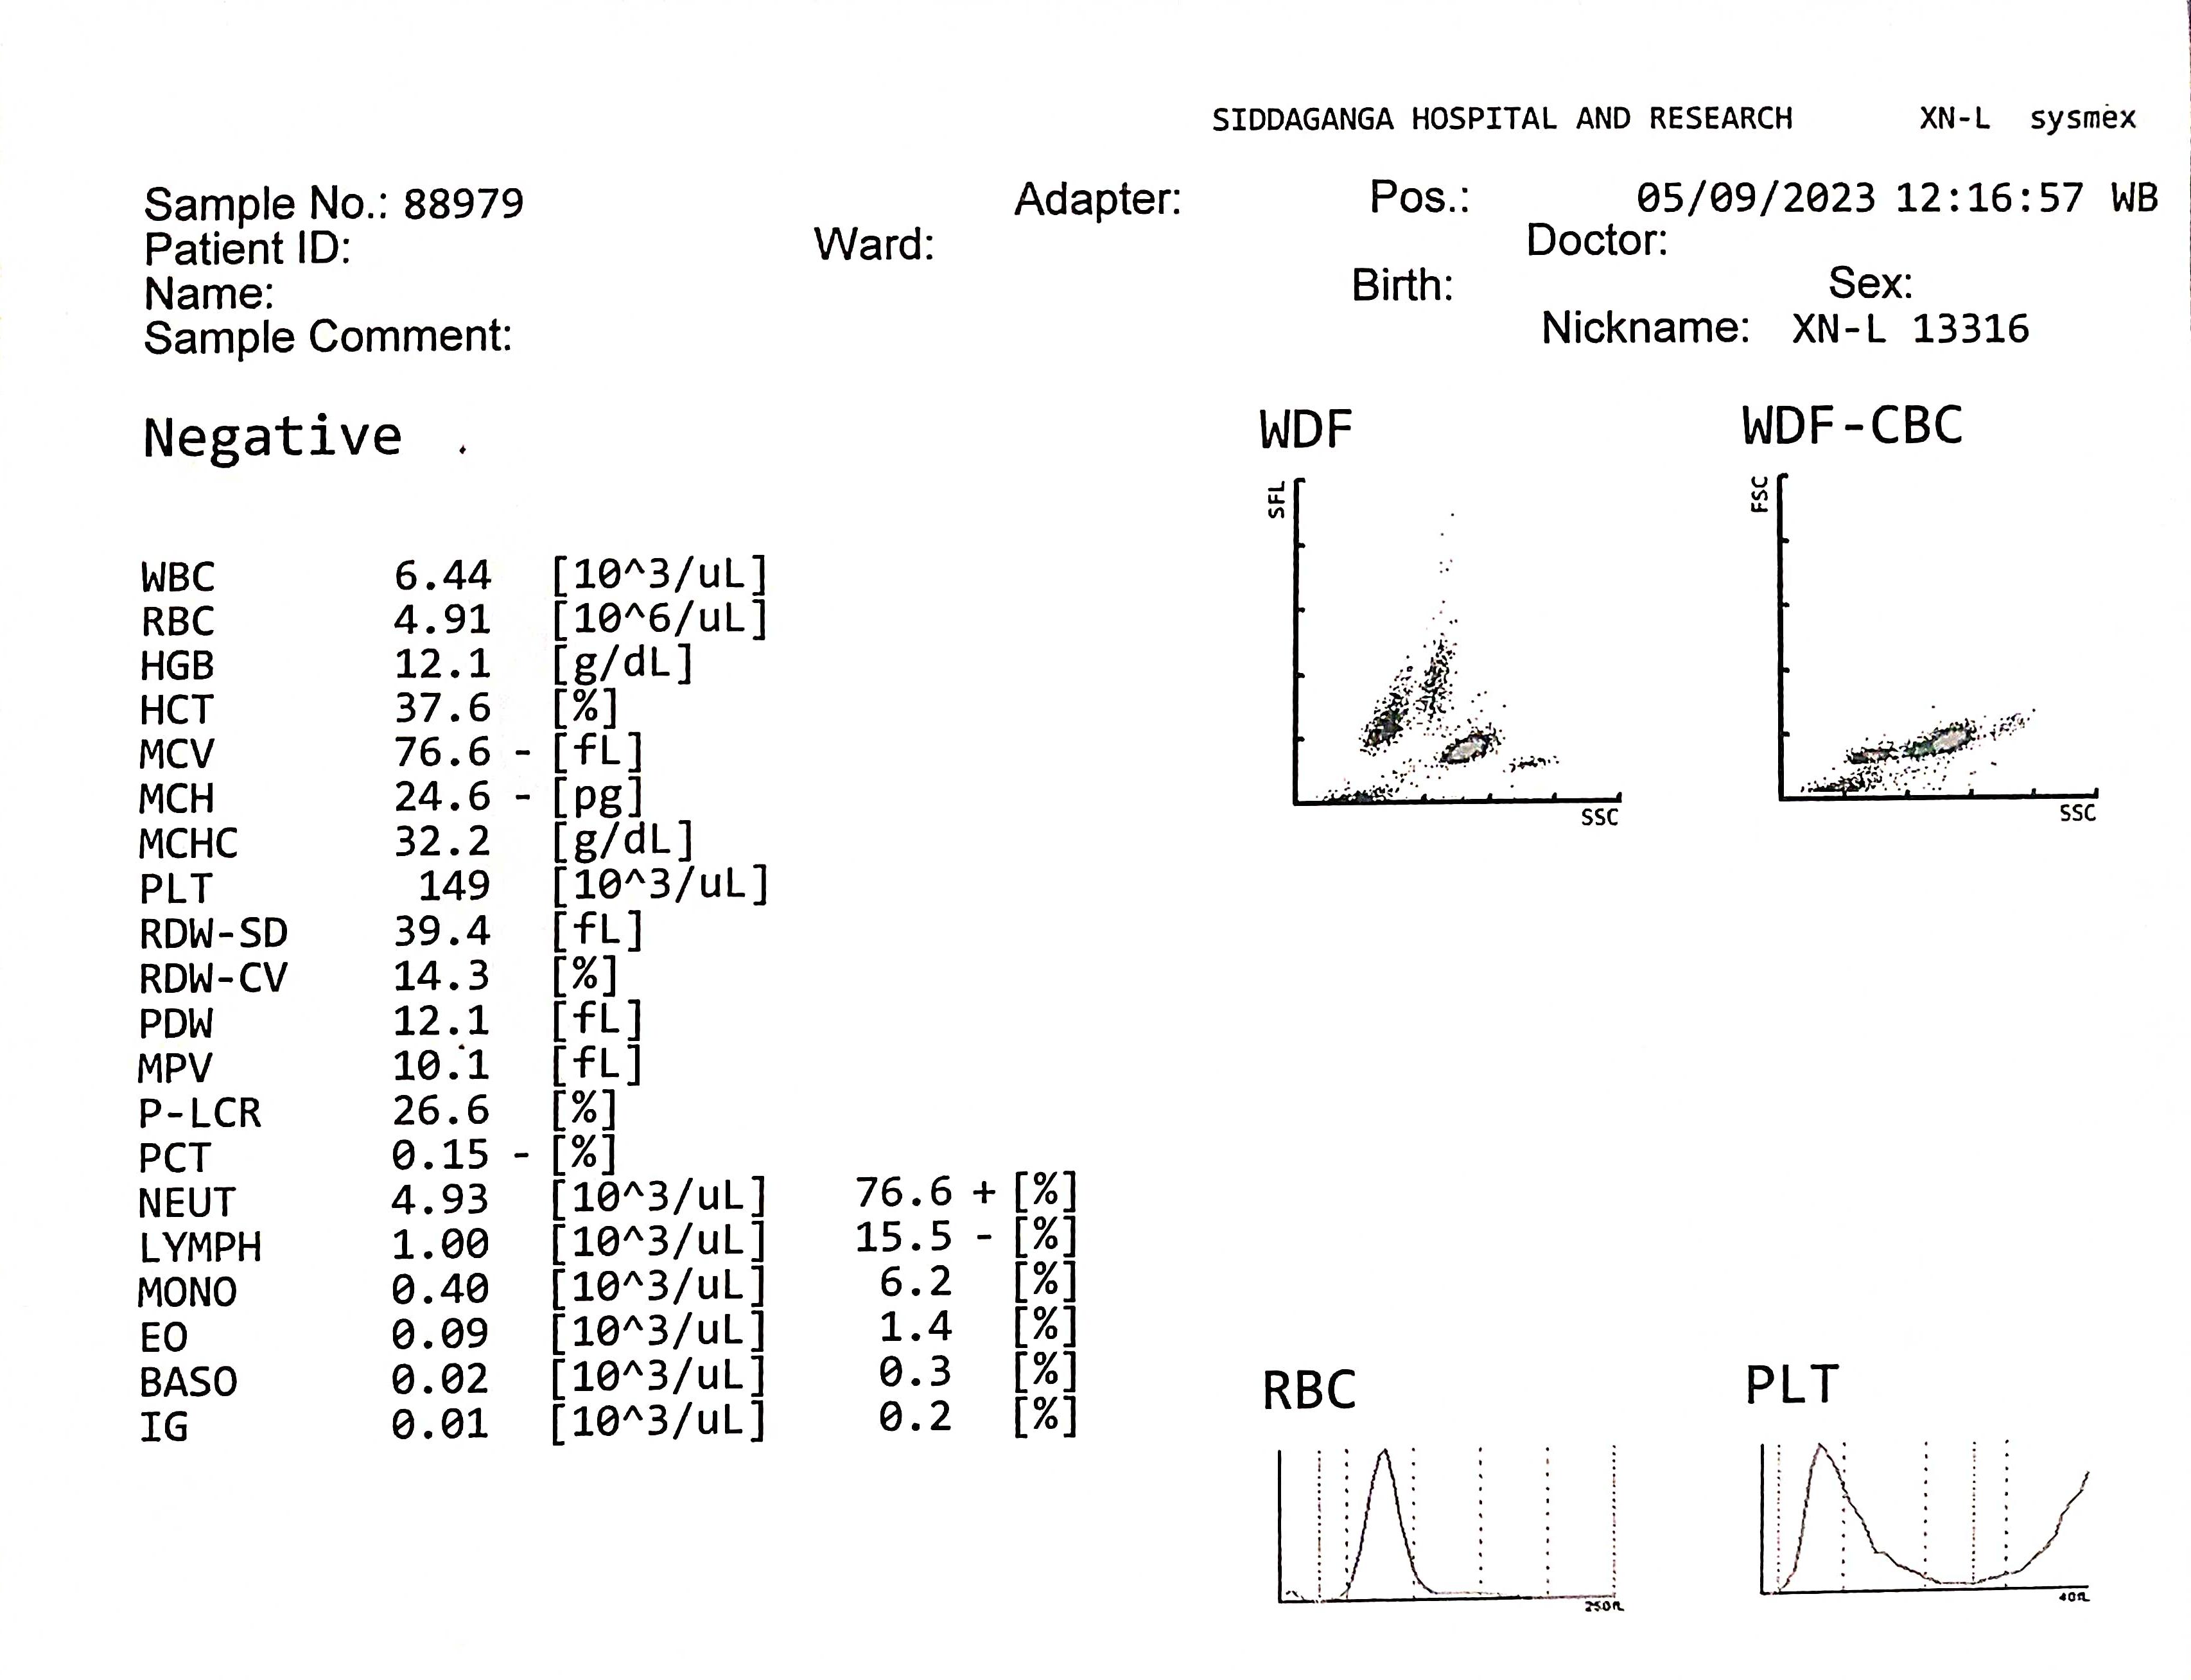 SIDDAGANGA HOSPITAL AND RESEARCH XN-L sysmex
Sample No.: 88979 Adapter: Pos.: 05/09/2023 12:16:57 WB
Patient ID: Ward: Doctor:
Name: Birth: Sex:
Sample Comment: Nickname: XN-L 13316
Negative
WDF WDF-CBC
SFL FSC
SSC SSC
WBC 6.44 [10^3/uL]
RBC 4.91 [10^6/uL]
HGB 12.1 [g/dL]
HCT 37.6 [%]
MCV 76.6 - [fL]
MCH 24.6 - [pg]
MCHC 32.2 [g/dL]
PLT 149 [10^3/uL]
RDW-SD 39.4 [fL]
RDW-CV 14.3 [%]
PDW 12.1 [fL]
MPV 10.1 [fL]
P-LCR 26.6 [%]
PCT 0.15 - [%]
NEUT 4.93 [10^3/uL] 76.6 + [%]
LYMPH 1.00 [10^3/uL] 15.5 - [%]
MONO 0.40 [10^3/uL] 6.2 [%]
EO 0.09 [10^3/uL] 1.4 [%]
BASO 0.02 [10^3/uL] 0.3 [%]
IG 0.01 [10^3/uL] 0.2 [%]
RBC PLT
250fL 40fL